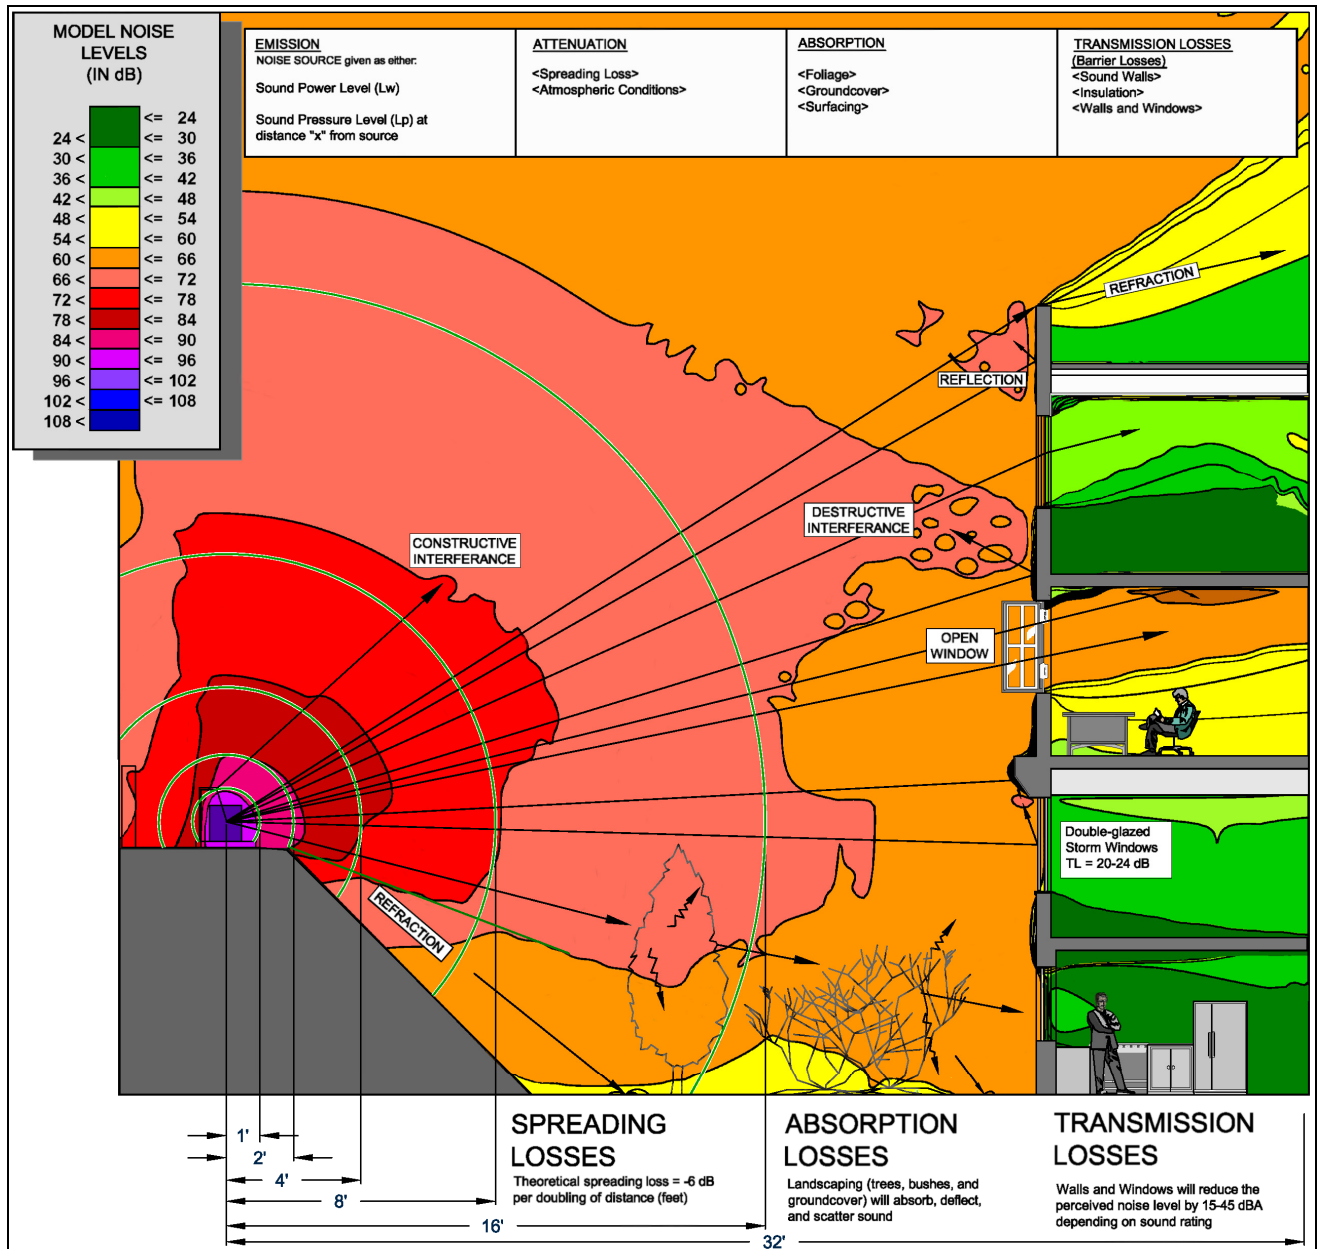 MODEL NOISE
LEVELS
(IN dB)
<= 24
24 < <= 30
30 < <= 36
36 < <= 42
42 < <= 48
48 < <= 54
54 < <= 60
60 < <= 66
66 < <= 72
72 < <= 78
78 < <= 84
84 < <= 90
90 < <= 96
96 < <= 102
102 < <= 108
108 <
EMISSION
NOISE SOURCE given as either:
Sound Power Level (Lw)
Sound Pressure Level (Lp) at
distance "x" from source
ATTENUATION
<Spreading Loss>
<Atmospheric Conditions>
ABSORPTION
<Foliage>
<Groundcover>
<Surfacing>
TRANSMISSION LOSSES
(Barrier Losses)
<Sound Walls>
<Insulation>
<Walls and Windows>
REFRACTION
REFLECTION
DESTRUCTIVE
INTERFERANCE
CONSTRUCTIVE
INTERFERANCE
OPEN
WINDOW
Double-glazed
Storm Windows
TL = 20-24 dB
REFRACTION
SPREADING
LOSSES
Theoretical spreading loss = -6 dB
per doubling of distance (feet)
ABSORPTION
LOSSES
Landscaping (trees, bushes, and
groundcover) will absorb, deflect,
and scatter sound
TRANSMISSION
LOSSES
Walls and Windows will reduce the
perceived noise level by 15-45 dBA
depending on sound rating
1'
2'
4'
8'
16'
32'